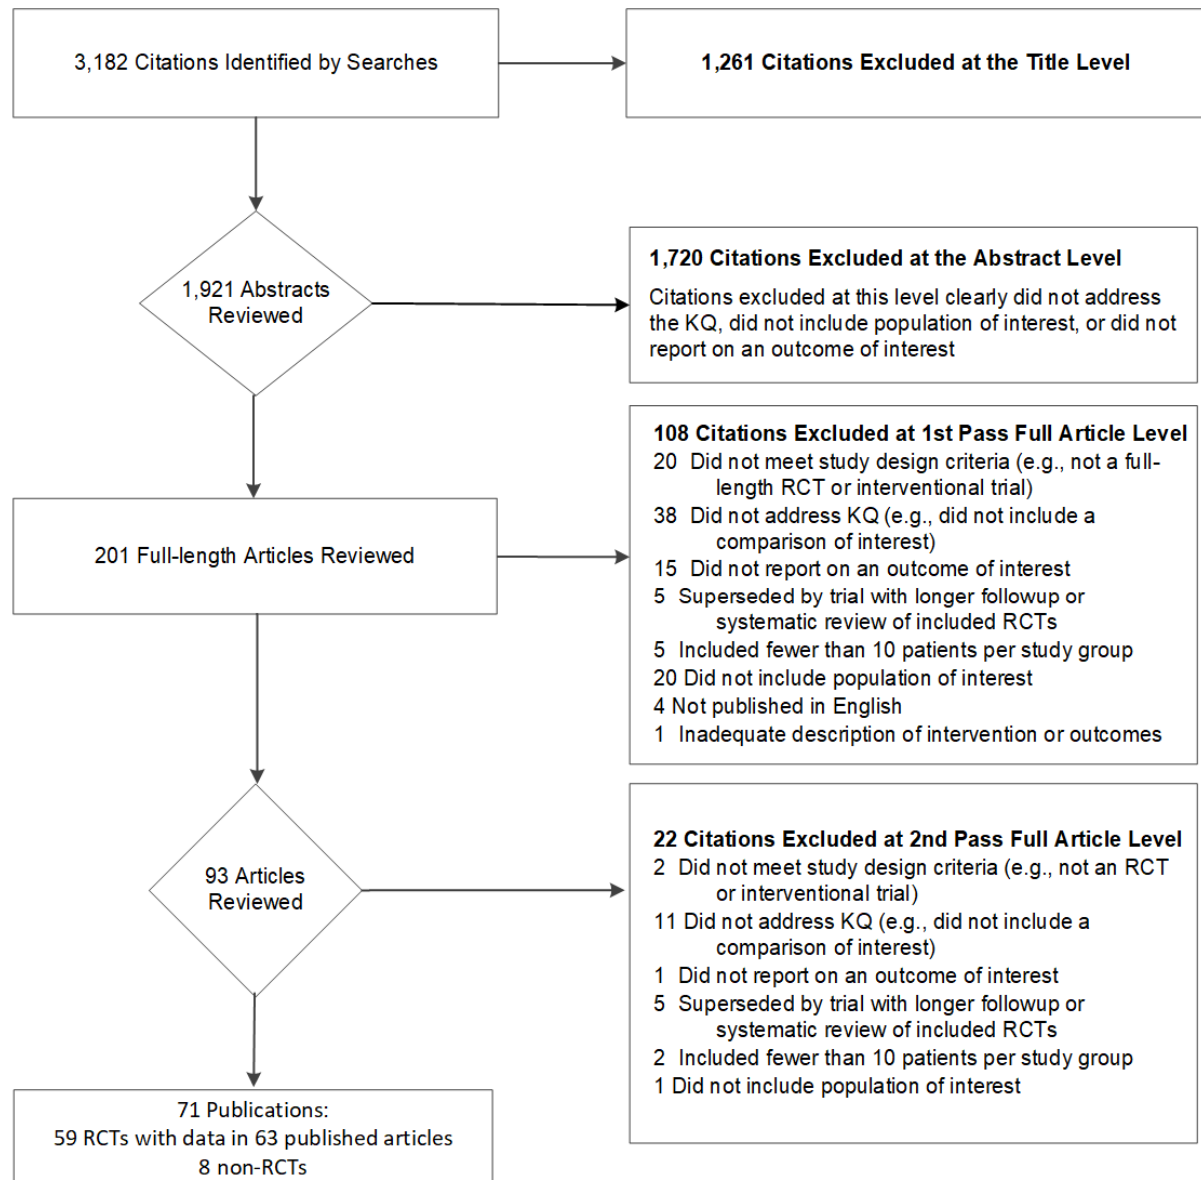 3,182 Citations Identified by Searches
1,261 Citations Excluded at the Title Level
1,921 Abstracts
Reviewed
1,720 Citations Excluded at the Abstract Level
Citations excluded at this level clearly did not address
the KQ, did not include population of interest, or did not
report on an outcome of interest
201 Full-length Articles Reviewed
108 Citations Excluded at 1st Pass Full Article Level
20 Did not meet study design criteria (e.g., not a full-
length RCT or interventional trial)
38 Did not address KQ (e.g., did not include a
comparison of interest)
15 Did not report on an outcome of interest
5 Superseded by trial with longer followup or
systematic review of included RCTs
5 Included fewer than 10 patients per study group
20 Did not include population of interest
4 Not published in English
1 Inadequate description of intervention or outcomes
93 Articles
Reviewed
22 Citations Excluded at 2nd Pass Full Article Level
2 Did not meet study design criteria (e.g., not an RCT
or interventional trial)
11 Did not address KQ (e.g., did not include a
comparison of interest)
1 Did not report on an outcome of interest
5 Superseded by trial with longer followup or
systematic review of included RCTs
2 Included fewer than 10 patients per study group
1 Did not include population of interest
71 Publications:
59 RCTs with data in 63 published articles
8 non-RCTs